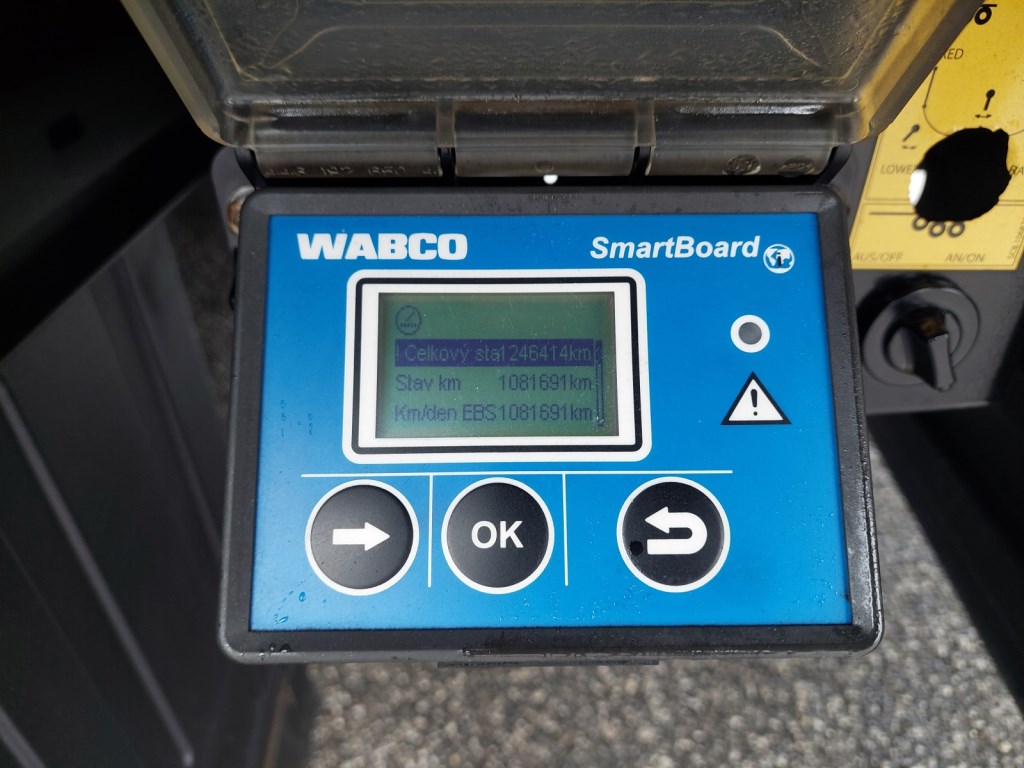 WABCO
SmartBoard
! Celkový sta1246414km
Stav km 1081691km
Km/den EBS1081691km
OK
AUS/OFF AN/ON